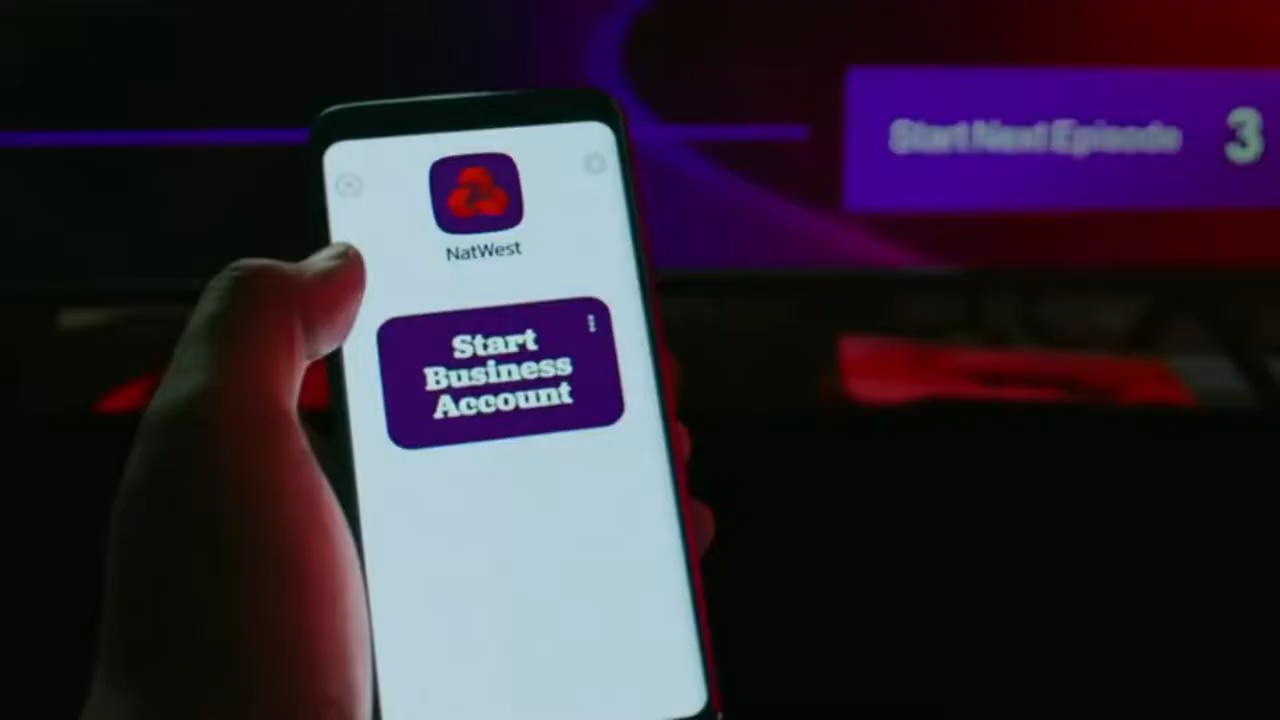 Start Next Episode 3
NatWest
Start
Business
Account